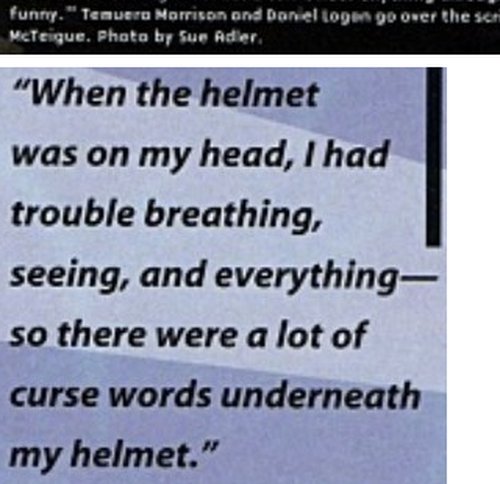 funny." Temuera Morrison and Daniel Logan go over the
McTeigue. Photo by Sue Adler.
“When the helmet
was on my head, I had
trouble breathing,
seeing, and everything—
so there were a lot of
curse words underneath
my helmet.”